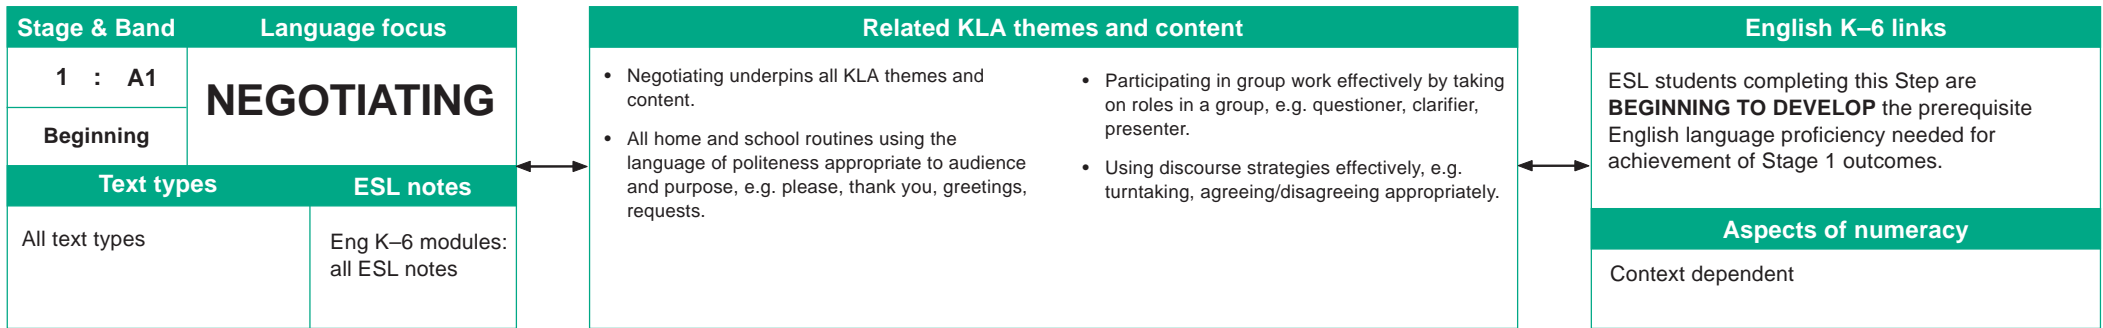 Stage & Band
Language focus
1 : A1
Beginning
NEGOTIATING
Text types
ESL notes
All text types
Eng K–6 modules:
all ESL notes
Related KLA themes and content
• Negotiating underpins all KLA themes and
content.
• All home and school routines using the
language of politeness appropriate to audience
and purpose, e.g. please, thank you, greetings,
requests.
• Participating in group work effectively by taking
on roles in a group, e.g. questioner, clarifier,
presenter.
• Using discourse strategies effectively, e.g.
turntaking, agreeing/disagreeing appropriately.
English K–6 links
ESL students completing this Step are
BEGINNING TO DEVELOP the prerequisite
English language proficiency needed for
achievement of Stage 1 outcomes.
Aspects of numeracy
Context dependent